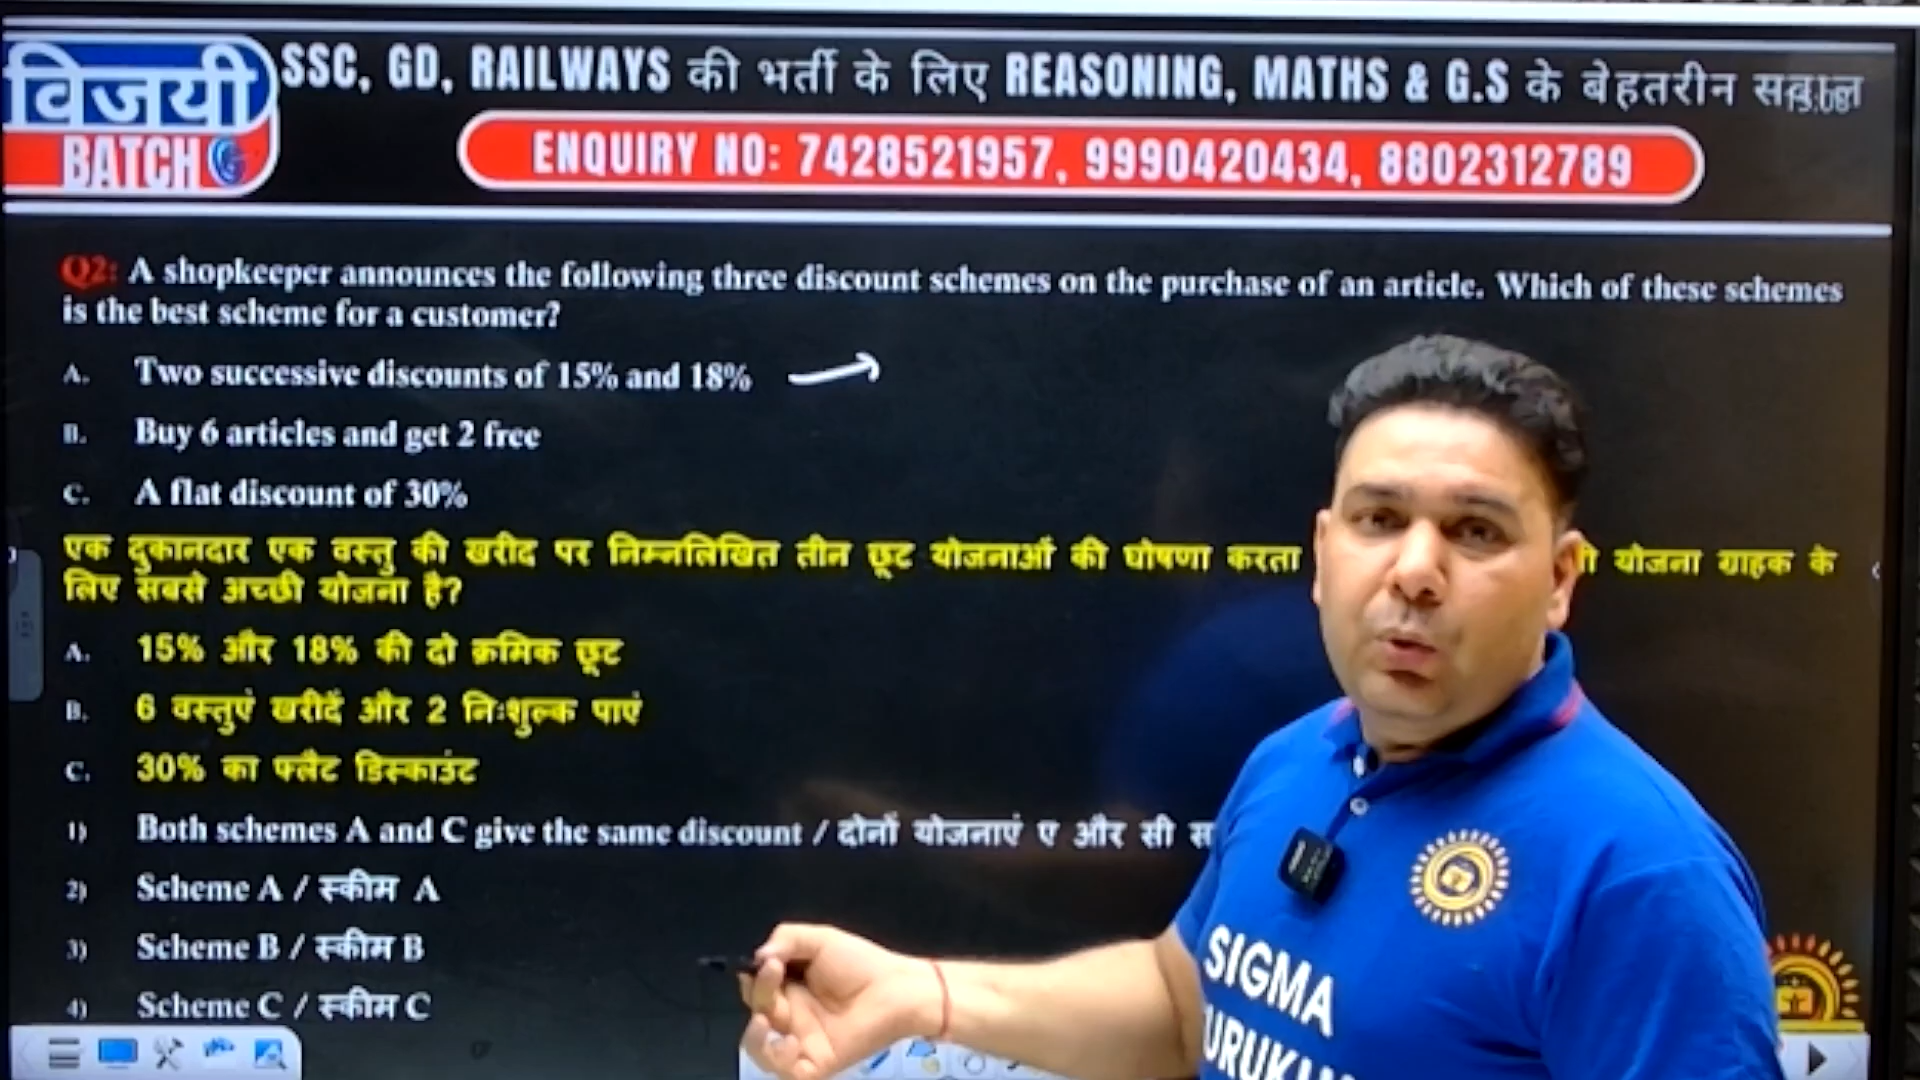 विजयी
BATCH
SSC, GD, RAILWAYS की भर्ती के लिए REASONING, MATHS & G.S के बेहतरीन सवाल
ENQUIRY NO: 7428521957, 9990420434, 8802312789
Q2: A shopkeeper announces the following three discount schemes on the purchase of an article. Which of these schemes
is the best scheme for a customer?
A. Two successive discounts of 15% and 18%
B. Buy 6 articles and get 2 free
C. A flat discount of 30%
एक दुकानदार एक वस्तु की खरीद पर निम्नलिखित तीन छूट योजनाओं की घोषणा करता योजना ग्राहक के
लिए सबसे अच्छी योजना है?
A. 15% और 18% की दो क्रमिक छूट
B. 6 वस्तुएं खरीदें और 2 निःशुल्क पाएं
C. 30% का फ्लैट डिस्काउंट
1) Both schemes A and C give the same discount / दोनों योजनाएं ए और सी
2) Scheme A / स्कीम A
3) Scheme B / स्कीम B
4) Scheme C / स्कीम C
SIGMA